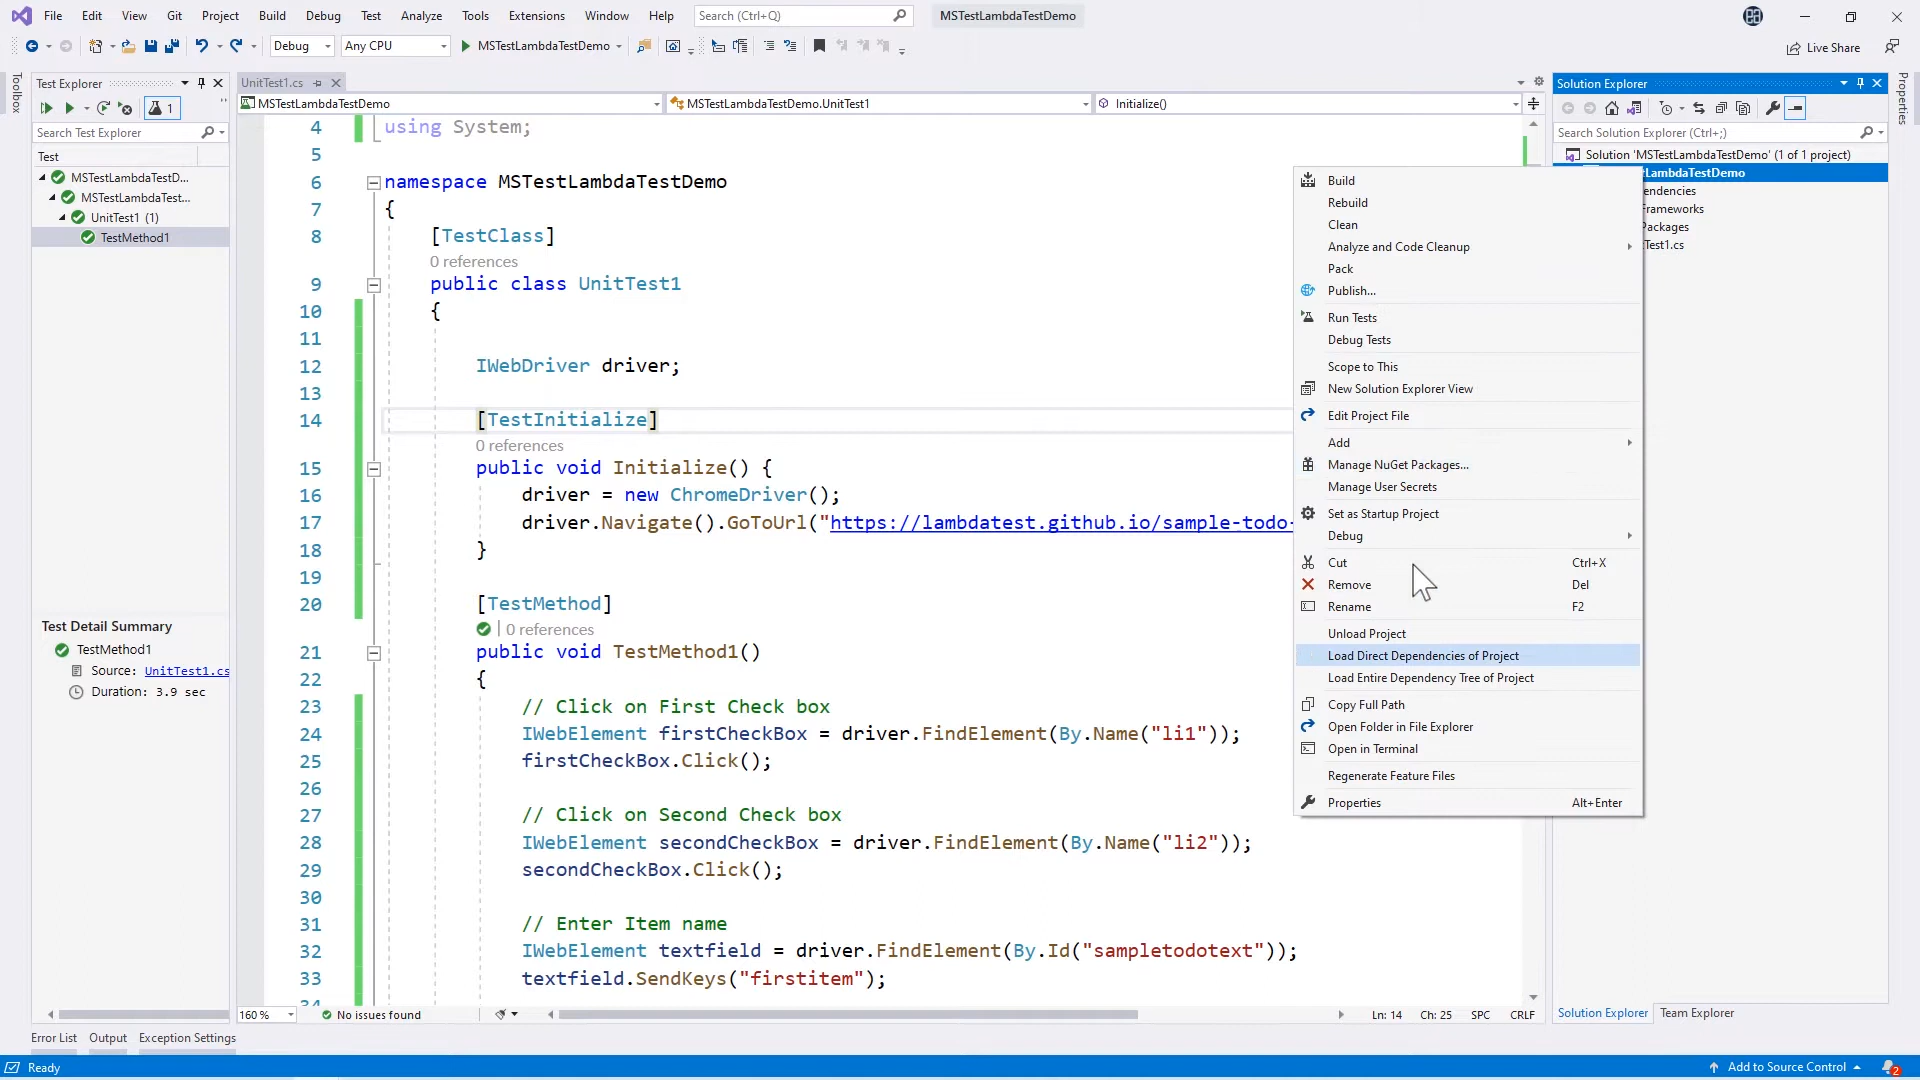 File Edit View Git Project Build Debug Test Analyze Tools Extensions Window Help Search (Ctrl+Q) MSTestLambdaTestDemo
Debug Any CPU MSTestLambdaTestDemo Live Share
Toolbox
Test Explorer
1
Search Test Explorer
Test
MSTestLambdaTestD...
MSTestLambdaTest...
UnitTest1 (1)
TestMethod1
Test Detail Summary
TestMethod1
Source: UnitTest1.cs
Duration: 3.9 sec
UnitTest1.cs
MSTestLambdaTestDemo MSTestLambdaTestDemo.UnitTest1 Initialize()
4 using System;
5
6 namespace MSTestLambdaTestDemo
7 {
8 [TestClass]
0 references
9 public class UnitTest1
10 {
11
12 IWebDriver driver;
13
14 [TestInitialize]
0 references
15 public void Initialize() {
16 driver = new ChromeDriver();
17 driver.Navigate().GoToUrl("https://lambdatest.github.io/sample-todo-
18 }
19
20 [TestMethod]
| 0 references
21 public void TestMethod1()
22 {
23 // Click on First Check box
24 IWebElement firstCheckBox = driver.FindElement(By.Name("li1"));
25 firstCheckBox.Click();
26
27 // Click on Second Check box
28 IWebElement secondCheckBox = driver.FindElement(By.Name("li2"));
29 secondCheckBox.Click();
30
31 // Enter Item name
32 IWebElement textfield = driver.FindElement(By.Id("sampletodotext"));
33 textfield.SendKeys("firstitem");
34
160 % No issues found Ln: 14 Ch: 25 SPC CRLF
Build
Rebuild
Clean
Analyze and Code Cleanup
Pack
Publish...
Run Tests
Debug Tests
Scope to This
New Solution Explorer View
Edit Project File
Add
Manage NuGet Packages...
Manage User Secrets
Set as Startup Project
Debug
Cut Ctrl+X
Remove Del
Rename F2
Unload Project
Load Direct Dependencies of Project
Load Entire Dependency Tree of Project
Copy Full Path
Open Folder in File Explorer
Open in Terminal
Regenerate Feature Files
Properties Alt+Enter
Solution Explorer
Search Solution Explorer (Ctrl+;)
Solution 'MSTestLambdaTestDemo' (1 of 1 project)
LambdaTestDemo
endencies
Frameworks
Packages
tTest1.cs
Solution Explorer Team Explorer
Properties
Error List Output Exception Settings
Ready Add to Source Control 2